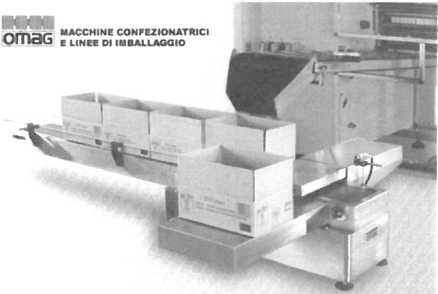 omag
MACCHINE CONFEZIONATRICI
E LINEE DI IMBALLAGGIO